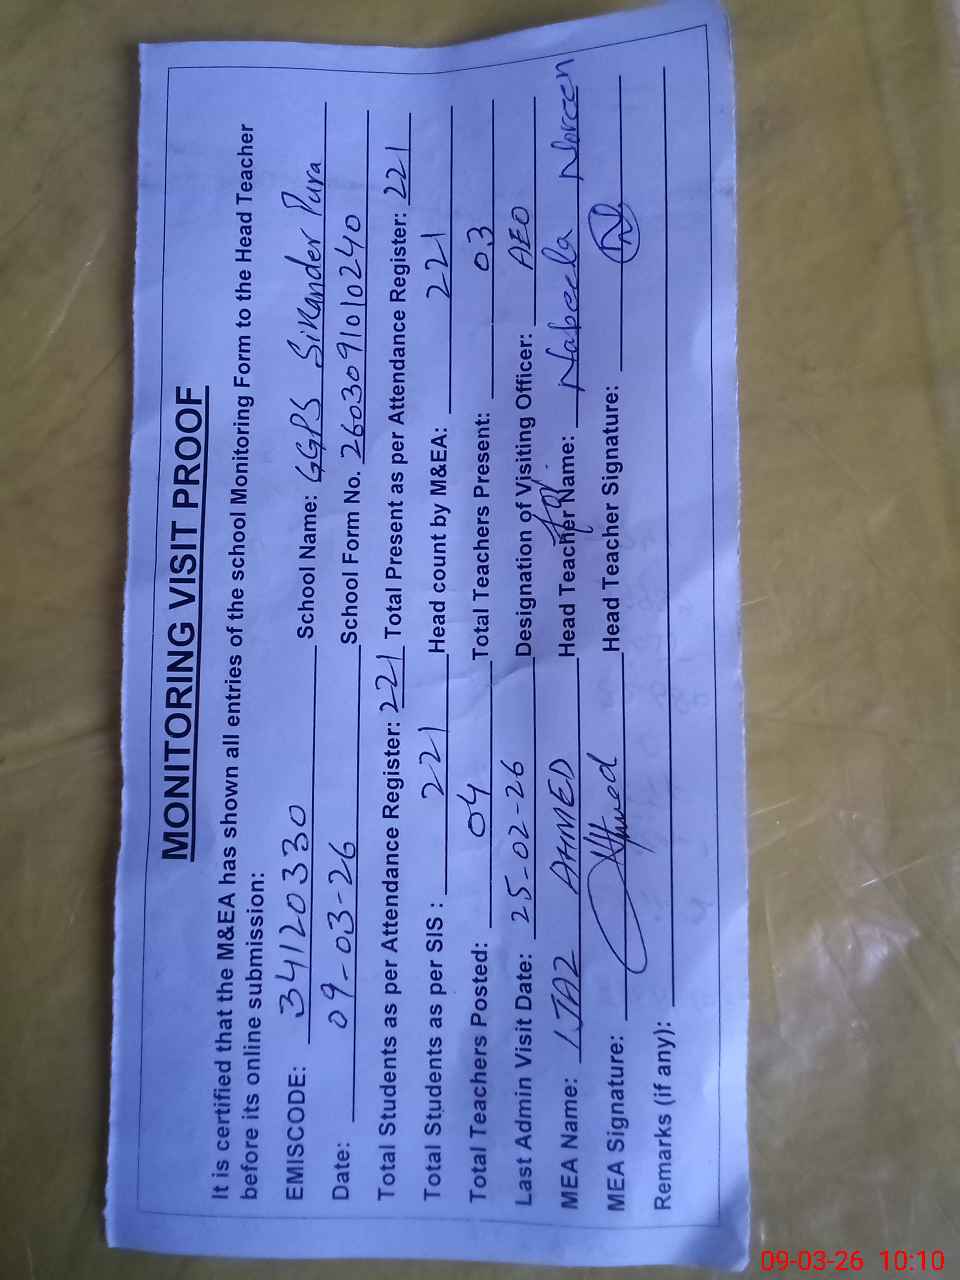 MONITORING VISIT PROOF
It is certified that the M&EA has shown all entries of the school Monitoring Form to the Head Teacher
before its online submission:
EMISCODE: 34120330 School Name: GGPS Sikander Pura
Date: 09-03-26 School Form No. 2603091010240
Total Students as per Attendance Register: 221 Total Present as per Attendance Register: 221
Total Students as per SIS : 221 Head count by M&EA: 221
Total Teachers Posted: 04 Total Teachers Present: 03
Last Admin Visit Date: 25-02-26 Designation of Visiting Officer: AEO
MEA Name: IJAZ AHMED Head Teacher Name: for Nabeela Noreen
MEA Signature: Ahmed Head Teacher Signature:
Remarks (if any):
09-03-26 10:10